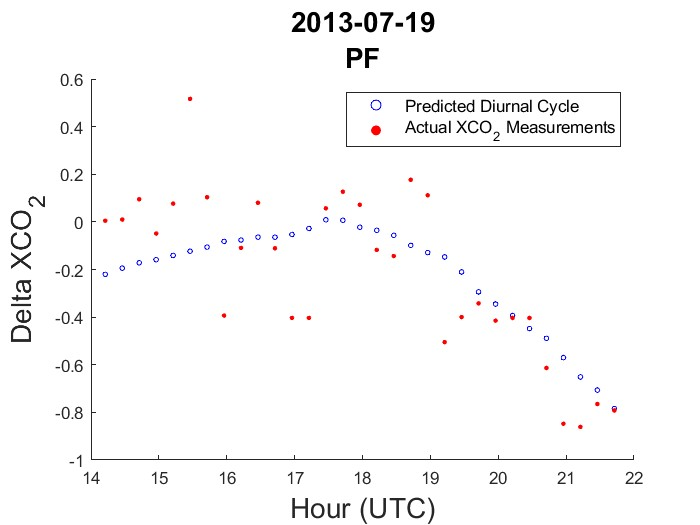 2013-07-19
PF
Predicted Diurnal Cycle
Actual XCO2 Measurements
Delta XCO2
0.6
0.4
0.2
0
-0.2
-0.4
-0.6
-0.8
-1
14 15 16 17 18 19 20 21 22
Hour (UTC)